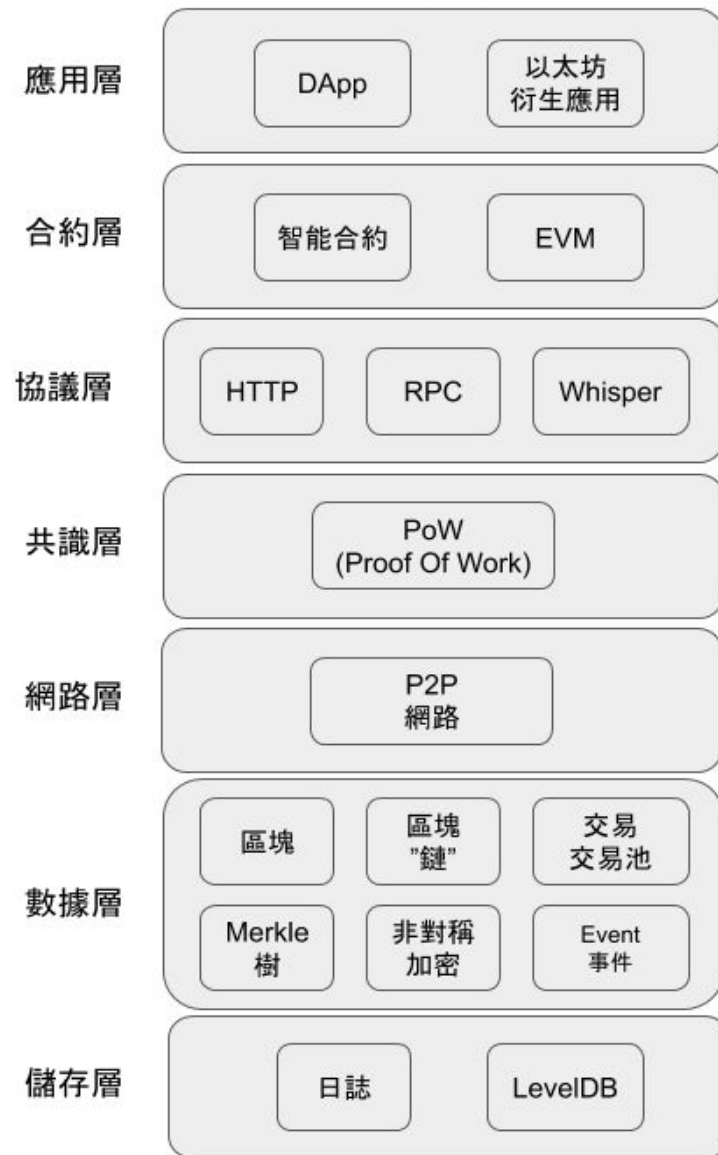 應用層
DApp
以太坊
衍生應用
合約層
智能合約
EVM
協議層
HTTP
RPC
Whisper
共識層
PoW
(Proof Of Work)
網路層
P2P
網路
數據層
區塊
區塊
”鏈”
交易
交易池
Merkle
樹
非對稱
加密
Event
事件
儲存層
日誌
LevelDB